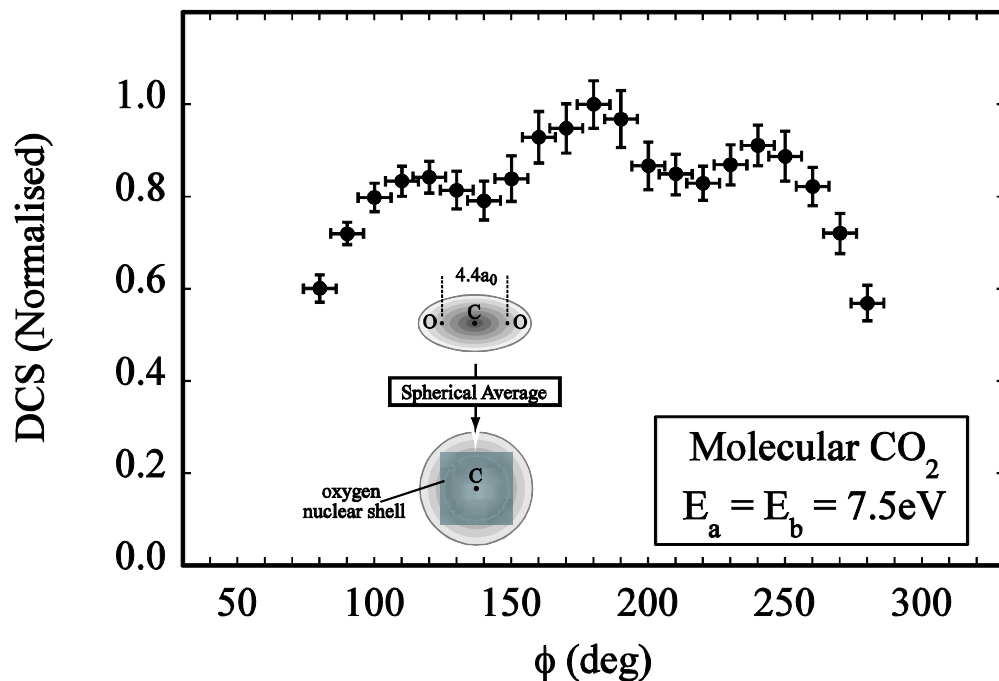 DCS (Normalised)
1.0
0.8
0.6
0.4
0.2
0.0
4.4a₀
O C O
Spherical Average
C
oxygen
nuclear shell
Molecular CO₂
Eₐ = E_b = 7.5eV
50 100 150 200 250 300
ϕ (deg)